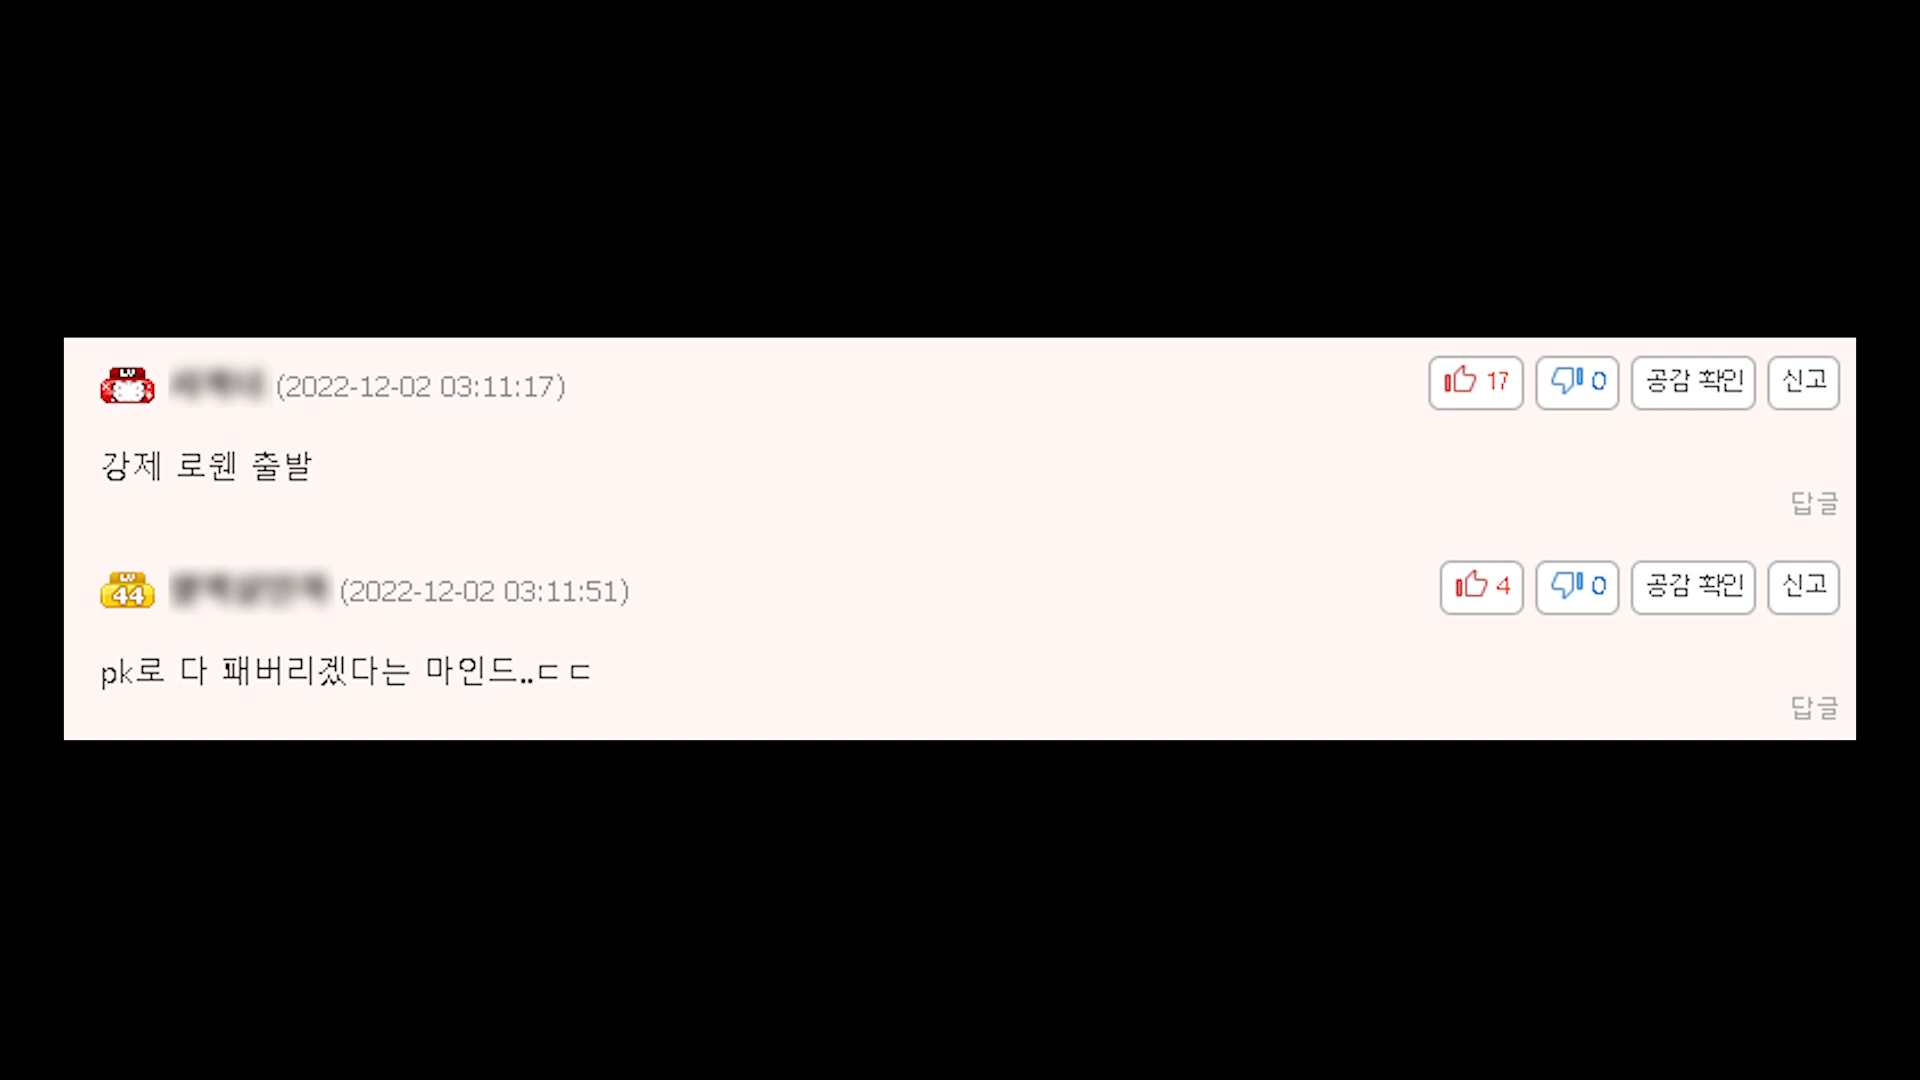 LV (2022-12-02 03:11:17) 17 0 공감 확인 신고
강제 로웬 출발
답글
LV 44 (2022-12-02 03:11:51) 4 0 공감 확인 신고
pk로 다 패버리겠다는 마인드..ㄷㄷ
답글